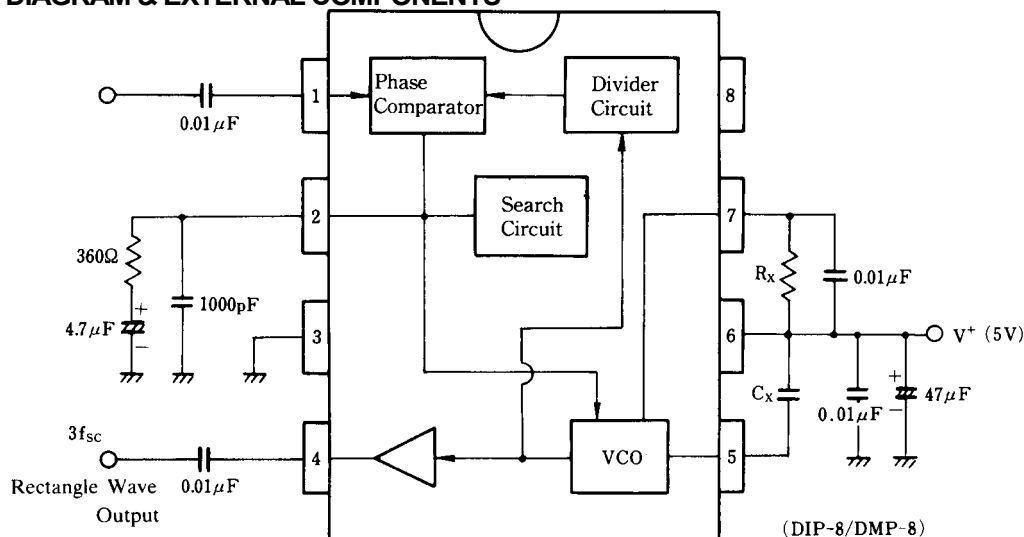 DIAGRAM & EXTERNAL COMPONENTS
1
0.01μF
Phase
Comparator
Divider
Circuit
8
2
Search
Circuit
7
360Ω
1000pF
+
4.7μF
-
3
RX
0.01μF
6
V+ (5V)
CX
0.01μF
+
47μF
-
3fSC
4
VCO
5
Rectangle Wave
Output
0.01μF
(DIP-8/DMP-8)